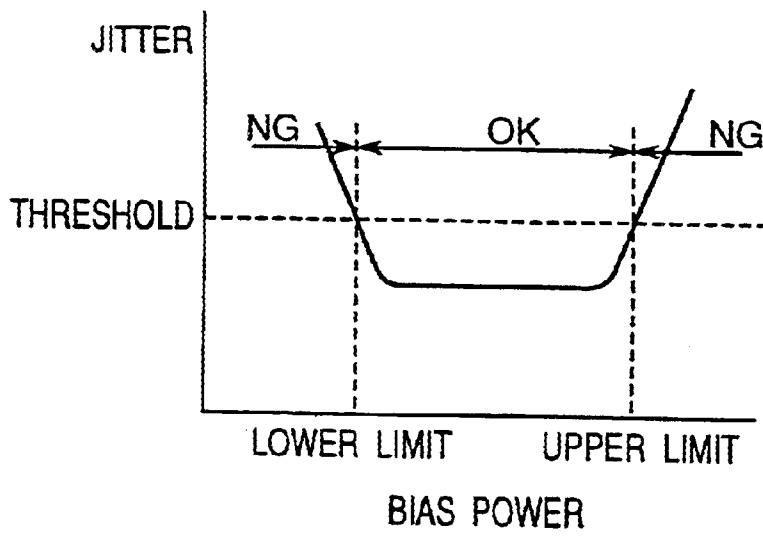 JITTER
NG OK NG
THRESHOLD
LOWER LIMIT UPPER LIMIT
BIAS POWER